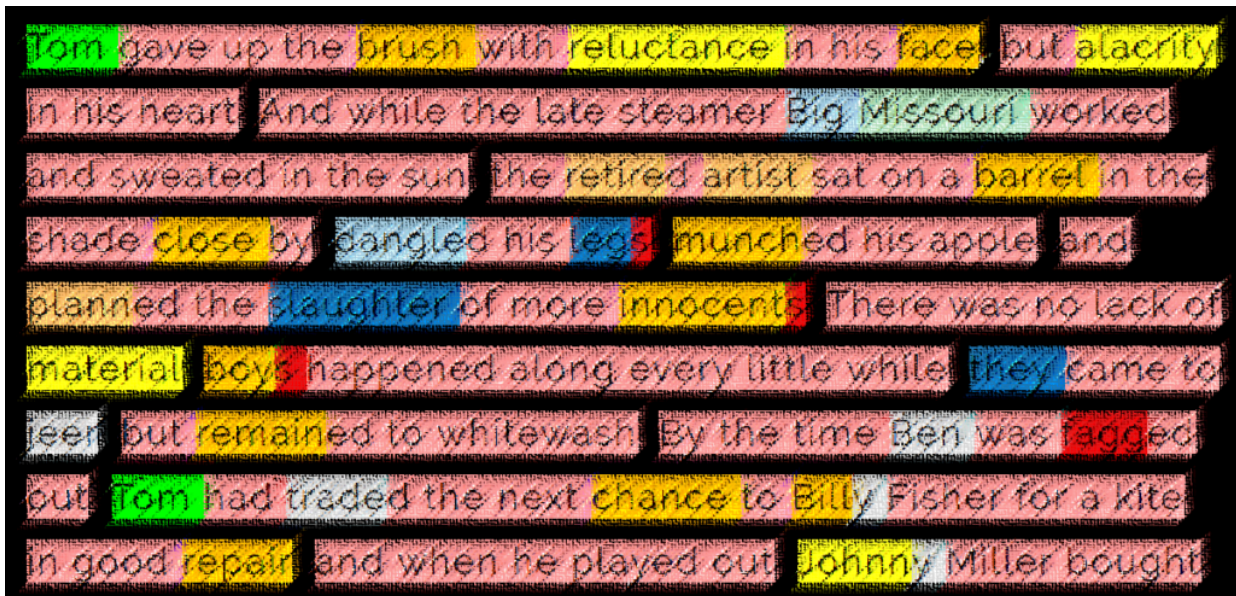 Tom gave up the brush with reluctance in his face, but alacrity
in his heart And while the late steamer Big Missouri worked
and sweated in the sun the retired artist sat on a barrel in the
shade close by dangled his legs munched his apple and
planned the slaughter of more innocents There was no lack of
material boys happened along every little while they came to
jeer but remained to whitewash By the time Ben was fagged
out Tom had traded the next chance to Billy Fisher for a kite
in good repair and when he played out Johnny Miller bought